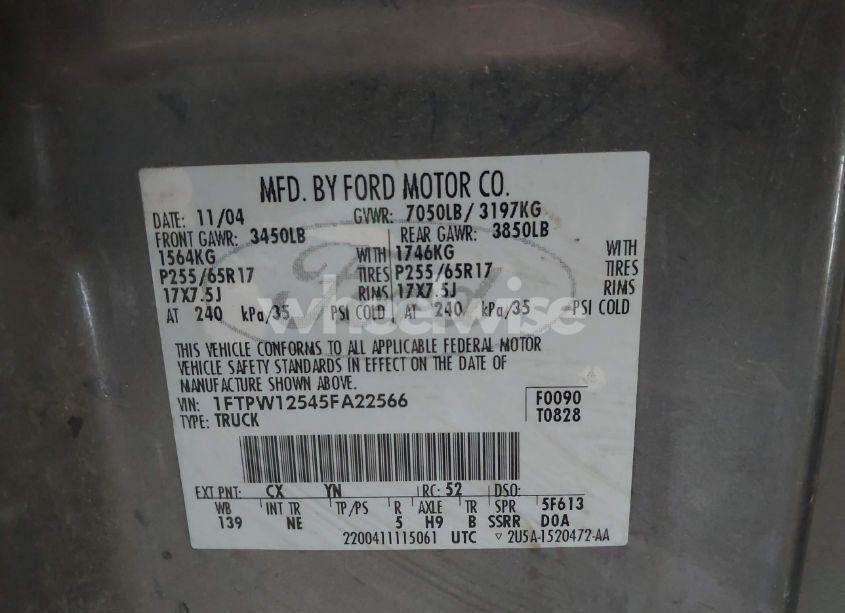 MFD. BY FORD MOTOR CO.
DATE: 11/04 GVWR: 7050LB/ 3197KG
FRONT GAWR: 3450LB REAR GAWR: 3850LB
1564KG WITH 1746KG WITH
P255/65R17 TIRES P255/65R17 TIRES
17X7.5J RIMS 17X7.5J RIMS
AT 240 kPa/35 PSI COLD AT 240 kPa/35 PSI COLD
wheelwise
THIS VEHICLE CONFORMS TO ALL APPLICABLE FEDERAL MOTOR
VEHICLE SAFETY STANDARDS IN EFFECT ON THE DATE OF
MANUFACTURE SHOWN ABOVE.
VIN: 1FTPW12545FA22566 F0090
TYPE: TRUCK T0828
EXT PNT: CX YN RC: 52 DSO:
WB INT TR TP/PS R AXLE TR SPR 5F613
139 NE 5 H9 B SSRR DOA
2200411115061 UTC ▽ 2U5A-1520472-AA